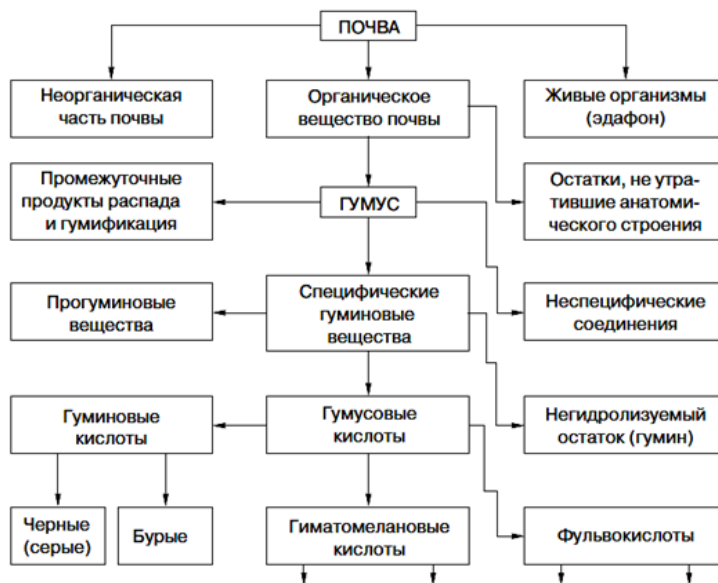 ПОЧВА
Неорганическая
часть почвы
Органическое
вещество почвы
Живые организмы
(эдафон)
Промежуточные
продукты распада
и гумификация
ГУМУС
Остатки, не утра-
тившие анатоми-
ческого строения
Прогуминовые
вещества
Специфические
гуминовые
вещества
Неспецифические
соединения
Гуминовые
кислоты
Гумусовые
кислоты
Негидролизуемый
остаток (гумин)
Черные
(серые)
Бурые
Гиматомелановые
кислоты
Фульвокислоты